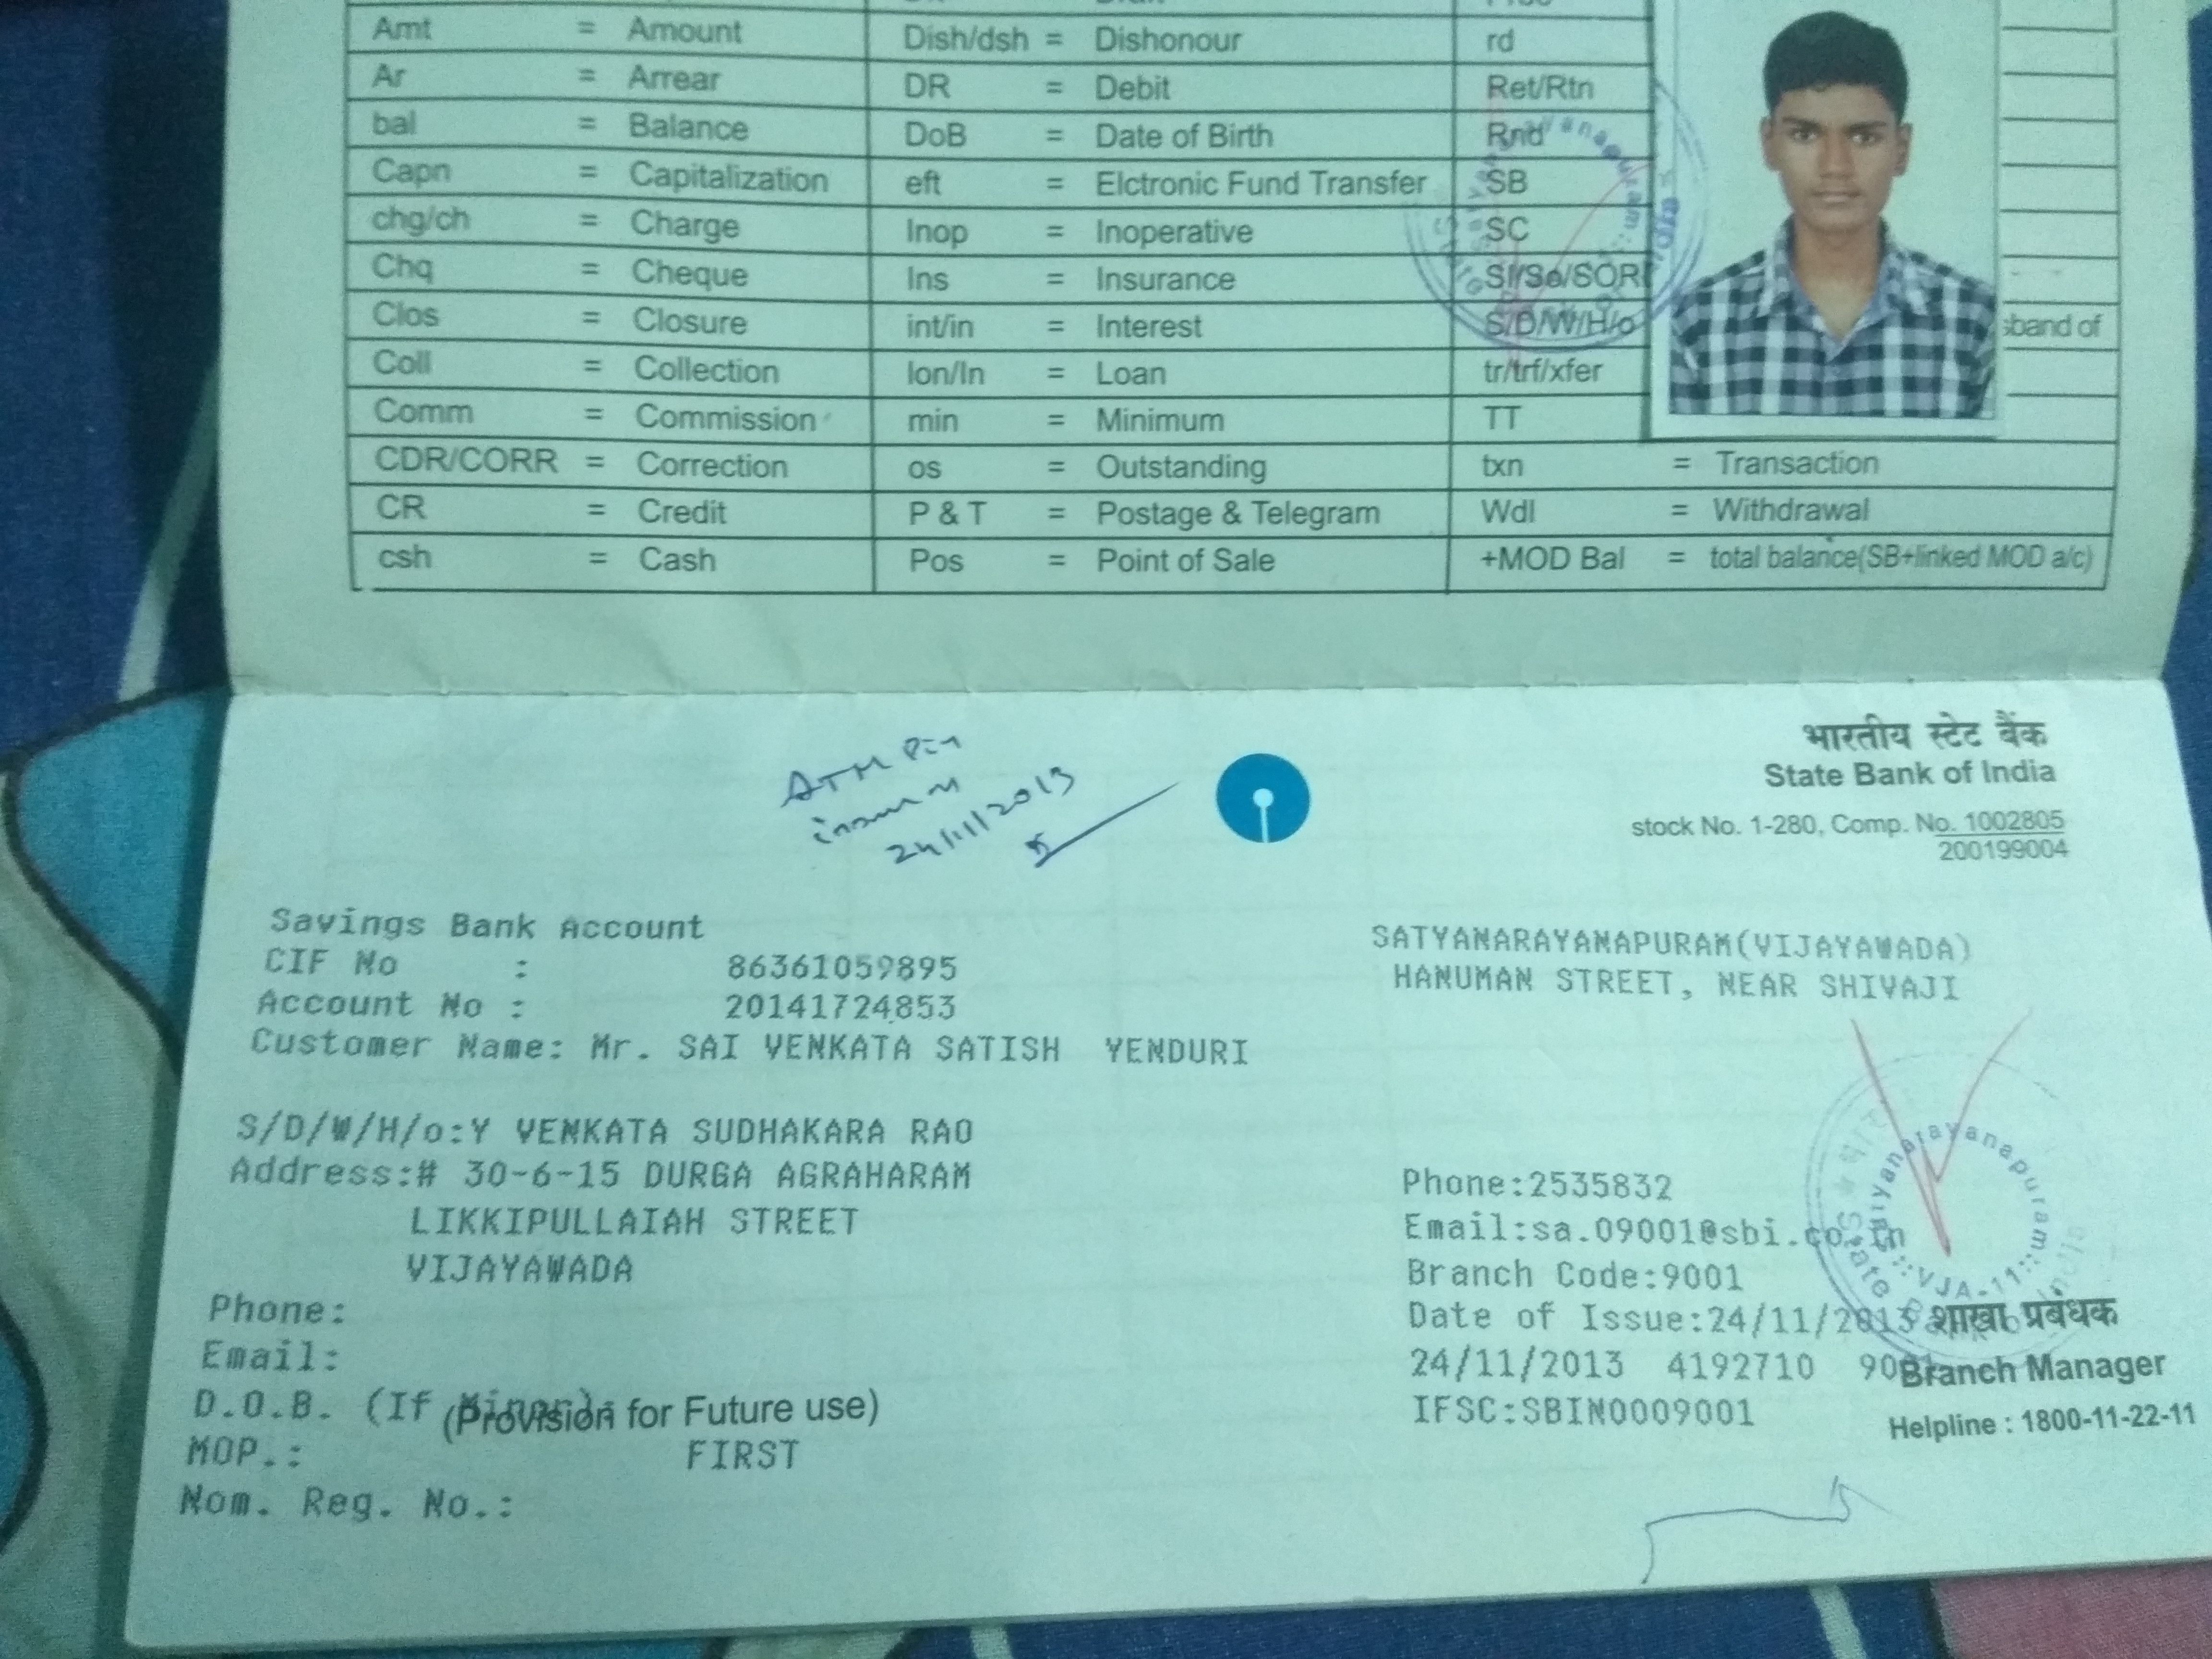 Amt = Amount Dish/dsh = Dishonour rd
Ar = Arrear DR = Debit Ret/Rtn
bal = Balance DoB = Date of Birth Rnd
Capn = Capitalization eft = Elctronic Fund Transfer SB
chg/ch = Charge Inop = Inoperative SC
Chq = Cheque Ins = Insurance SI/So/SOR
Clos = Closure int/in = Interest S/D/W/H/o sband of
Coll = Collection lon/ln = Loan tr/trf/xfer
Comm = Commission min = Minimum TT
CDR/CORR = Correction os = Outstanding txn = Transaction
CR = Credit P & T = Postage & Telegram Wdl = Withdrawal
csh = Cash Pos = Point of Sale +MOD Bal = total balance(SB+linked MOD a/c)
ATM Pin
24/11/2013
भारतीय स्टेट बैंक
State Bank of India
stock No. 1-280, Comp. No. 1002805
200199004
Savings Bank Account
CIF No : 86361059895
Account No : 20141724853
Customer Name: Mr. SAI VENKATA SATISH YENDURI
S/D/W/H/o:Y VENKATA SUDHAKARA RAO
Address:# 30-6-15 DURGA AGRAHARAM
LIKKIPULLAIAH STREET
VIJAYAWADA
Phone:
Email:
D.O.B. (If Minor):
(Provision for Future use)
MOP.: FIRST
Nom. Reg. No.:
SATYANARAYANAPURAM(VIJAYAWADA)
HANUMAN STREET, NEAR SHIVAJI
Phone:2535832
Email:sa.09001@sbi.co.in
Branch Code:9001
Date of Issue:24/11/2013
24/11/2013 4192710 9001
IFSC:SBIN0009001
शाखा प्रबंधक
Branch Manager
Helpline : 1800-11-22-11
Satyanarayanapuram::VJA-11::
State